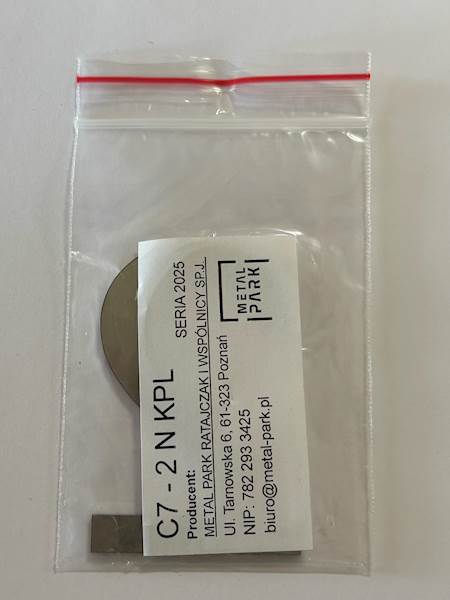 C7 - 2 N KPL
SERIA 2025
Producent:
METAL PARK RATAJCZAK I WSPÓLNICY SP.J.
Ul. Tarnowska 6, 61-323 Poznań
NIP: 782 293 3425
biuro@metal-park.pl
METAL
PARK